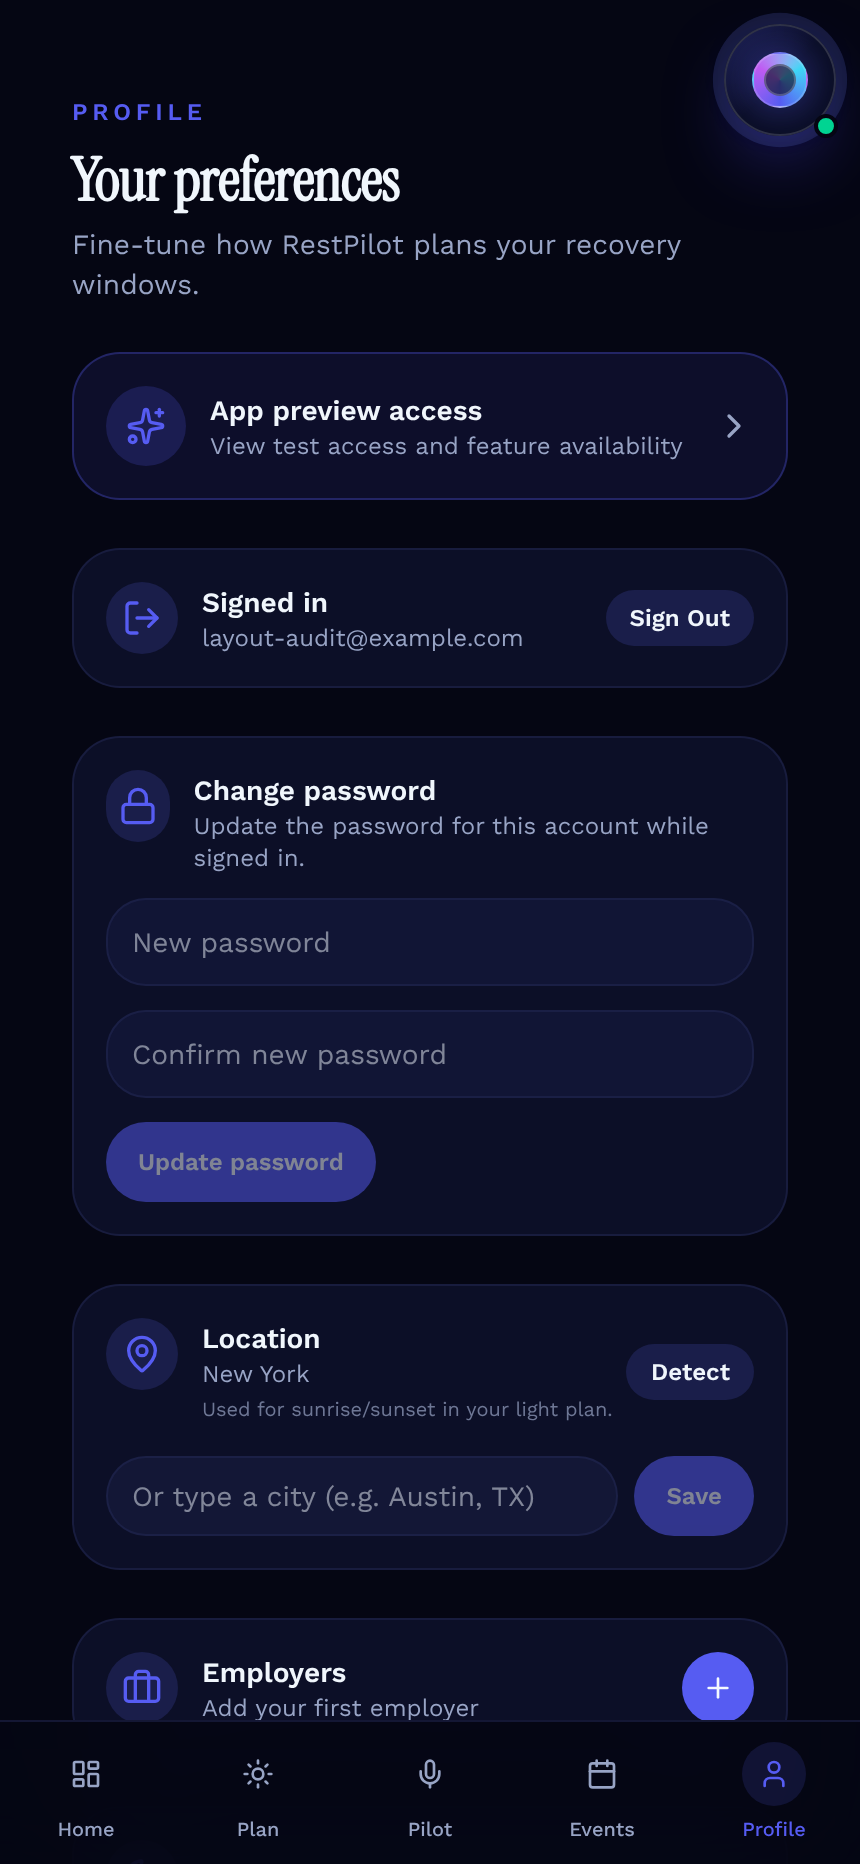 PROFILE
Your preferences
Fine-tune how RestPilot plans your recovery
windows.
App preview access
View test access and feature availability
Signed in
layout-audit@example.com
Sign Out
Change password
Update the password for this account while
signed in.
New password
Confirm new password
Update password
Location
New York
Used for sunrise/sunset in your light plan.
Detect
Or type a city (e.g. Austin, TX)
Save
Employers
Add your first employer
Home
Plan
Pilot
Events
Profile